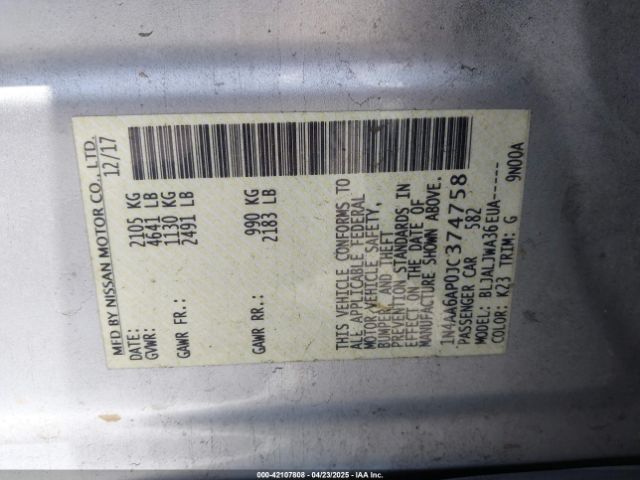 MFD BY NISSAN MOTOR CO., LTD.
DATE: 12/17
GVWR: 2105 KG
4641 LB
GAWR FR: 1130 KG
2491 LB
GAWR RR: 990 KG
2183 LB
THIS VEHICLE CONFORMS TO
ALL APPLICABLE FEDERAL
MOTOR VEHICLE SAFETY,
BUMPER, AND THEFT
PREVENTION STANDARDS IN
EFFECT ON THE DATE OF
MANUFACTURE SHOWN ABOVE.
1N4AA6AP0JC374758
PASSENGER CAR 582
MODEL: BLJALJWA36EUA-----
COLOR: K23 TRIM: G 9N00A
000-42107808 - 04/23/2025 - IAA Inc.